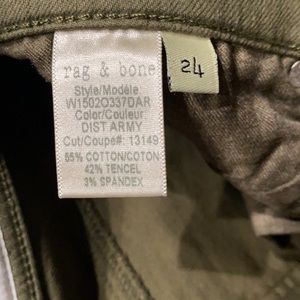 rag & bone
Style/Modèle:
W1502O337DAR
Color/Couleur
DIST ARMY
Cut/Coupe#: 13149
55% COTTON/COTON
42% TENCEL
3% SPANDEX
24